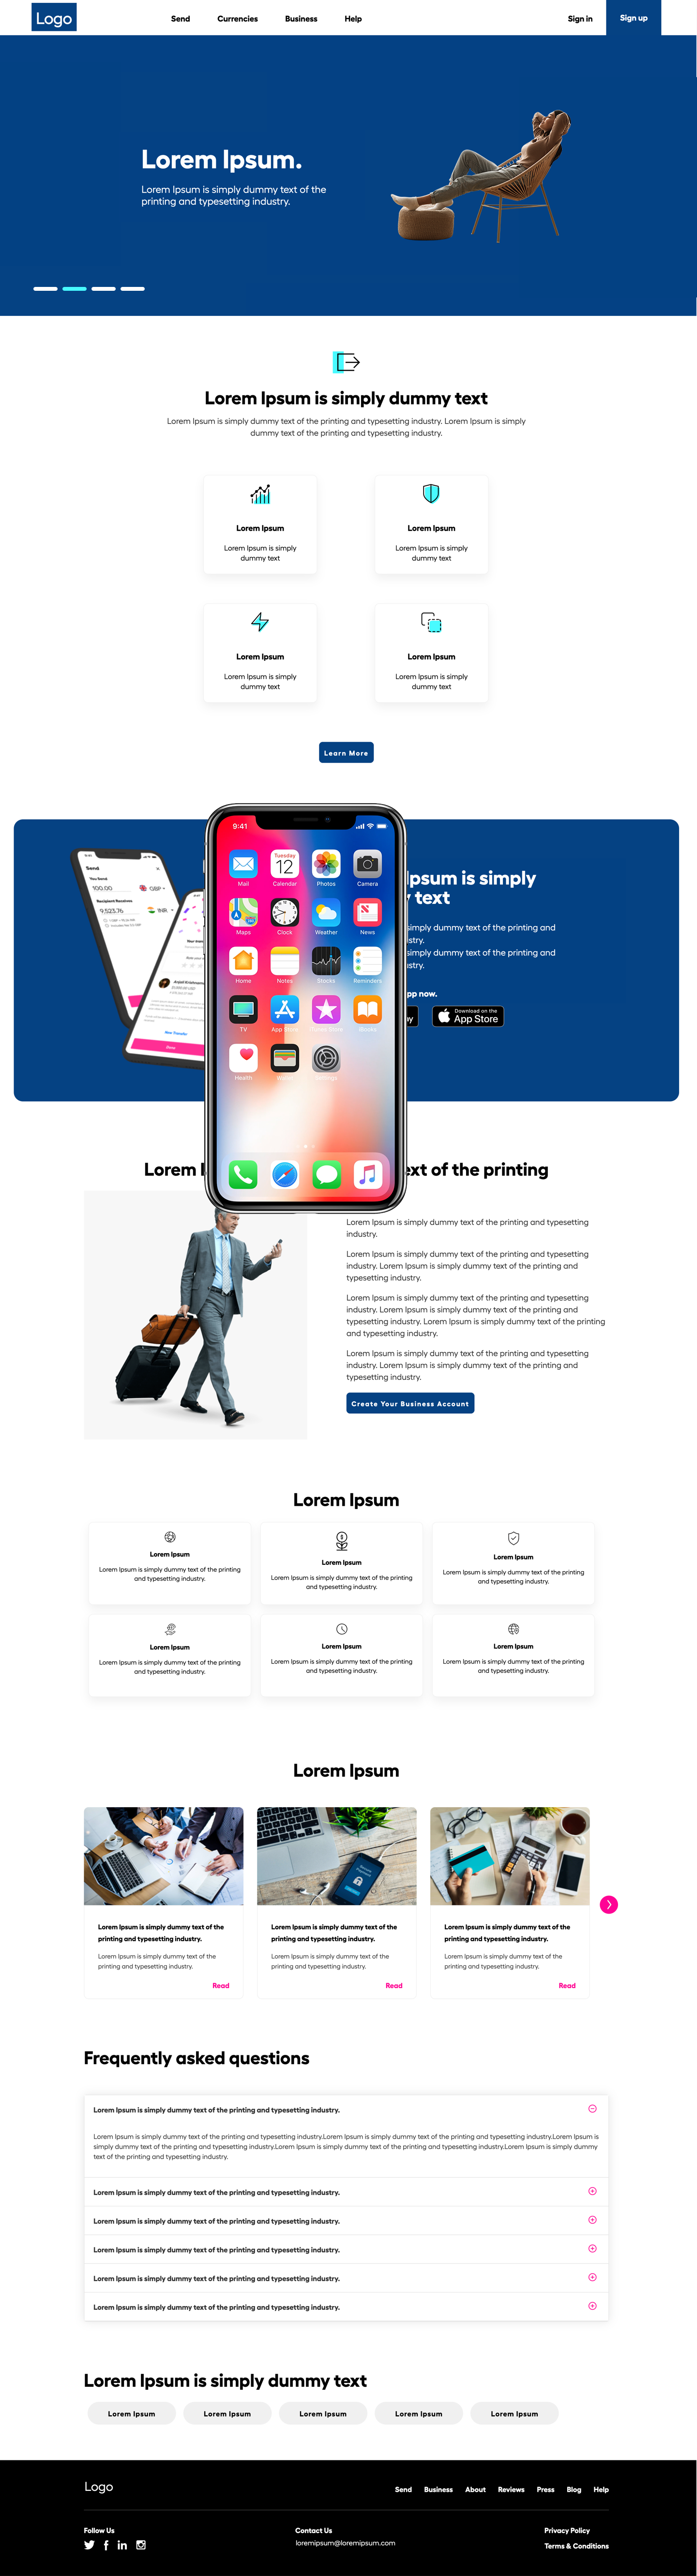 Logo
Send Currencies Business Help Sign in Sign up
Lorem Ipsum.
Lorem Ipsum is simply dummy text of the
printing and typesetting industry.
Lorem Ipsum is simply dummy text
Lorem Ipsum is simply dummy text of the printing and typesetting industry. Lorem Ipsum is simply
dummy text of the printing and typesetting industry.
Lorem Ipsum
Lorem Ipsum is simply
dummy text
Lorem Ipsum
Lorem Ipsum is simply
dummy text
Lorem Ipsum
Lorem Ipsum is simply
dummy text
Lorem Ipsum
Lorem Ipsum is simply
dummy text
Learn More
Send
You Send
100.00 GBP
Recipient Receives
9,523.76 INR
New Transfer
Done
9:41
Tuesday
12
Mail Calendar Photos Camera
Maps Clock Weather News
Home Notes Stocks Reminders
TV App Store iTunes Store iBooks
Health Wallet Settings
Ipsum is simply
text
simply dummy text of the printing and
stry.
simply dummy text of the printing and
stry.
pp now.
Download on the
App Store
Lorem
xt of the printing
Lorem Ipsum is simply dummy text of the printing and typesetting
industry.
Lorem Ipsum is simply dummy text of the printing and typesetting
industry. Lorem Ipsum is simply dummy text of the printing and
typesetting industry.
Lorem Ipsum is simply dummy text of the printing and typesetting
industry. Lorem Ipsum is simply dummy text of the printing and
typesetting industry. Lorem Ipsum is simply dummy text of the printing
and typesetting industry.
Lorem Ipsum is simply dummy text of the printing and typesetting
industry. Lorem Ipsum is simply dummy text of the printing and
typesetting industry.
Create Your Business Account
Lorem Ipsum
Lorem Ipsum
Lorem Ipsum is simply dummy text of the printing
and typesetting industry.
Lorem Ipsum
Lorem Ipsum is simply dummy text of the printing
and typesetting industry.
Lorem Ipsum
Lorem Ipsum is simply dummy text of the printing
and typesetting industry.
Lorem Ipsum
Lorem Ipsum is simply dummy text of the printing
and typesetting industry.
Lorem Ipsum
Lorem Ipsum is simply dummy text of the printing
and typesetting industry.
Lorem Ipsum
Lorem Ipsum is simply dummy text of the printing
and typesetting industry.
Lorem Ipsum
Lorem Ipsum is simply dummy text of the
printing and typesetting industry.
Lorem Ipsum is simply dummy text of the
printing and typesetting industry.
Read
Lorem Ipsum is simply dummy text of the
printing and typesetting industry.
Lorem Ipsum is simply dummy text of the
printing and typesetting industry.
Read
Lorem Ipsum is simply dummy text of the
printing and typesetting industry.
Lorem Ipsum is simply dummy text of the
printing and typesetting industry.
Read
Frequently asked questions
Lorem Ipsum is simply dummy text of the printing and typesetting industry.
Lorem Ipsum is simply dummy text of the printing and typesetting industry.Lorem Ipsum is simply dummy text of the printing and typesetting industry.Lorem Ipsum is
simply dummy text of the printing and typesetting industry.Lorem Ipsum is simply dummy text of the printing and typesetting industry.Lorem Ipsum is simply dummy
text of the printing and typesetting industry.
Lorem Ipsum is simply dummy text of the printing and typesetting industry.
Lorem Ipsum is simply dummy text of the printing and typesetting industry.
Lorem Ipsum is simply dummy text of the printing and typesetting industry.
Lorem Ipsum is simply dummy text of the printing and typesetting industry.
Lorem Ipsum is simply dummy text of the printing and typesetting industry.
Lorem Ipsum is simply dummy text
Lorem Ipsum Lorem Ipsum Lorem Ipsum Lorem Ipsum Lorem Ipsum
Logo
Send Business About Reviews Press Blog Help
Follow Us
Contact Us
loremipsum@loremipsum.com
Privacy Policy
Terms & Conditions